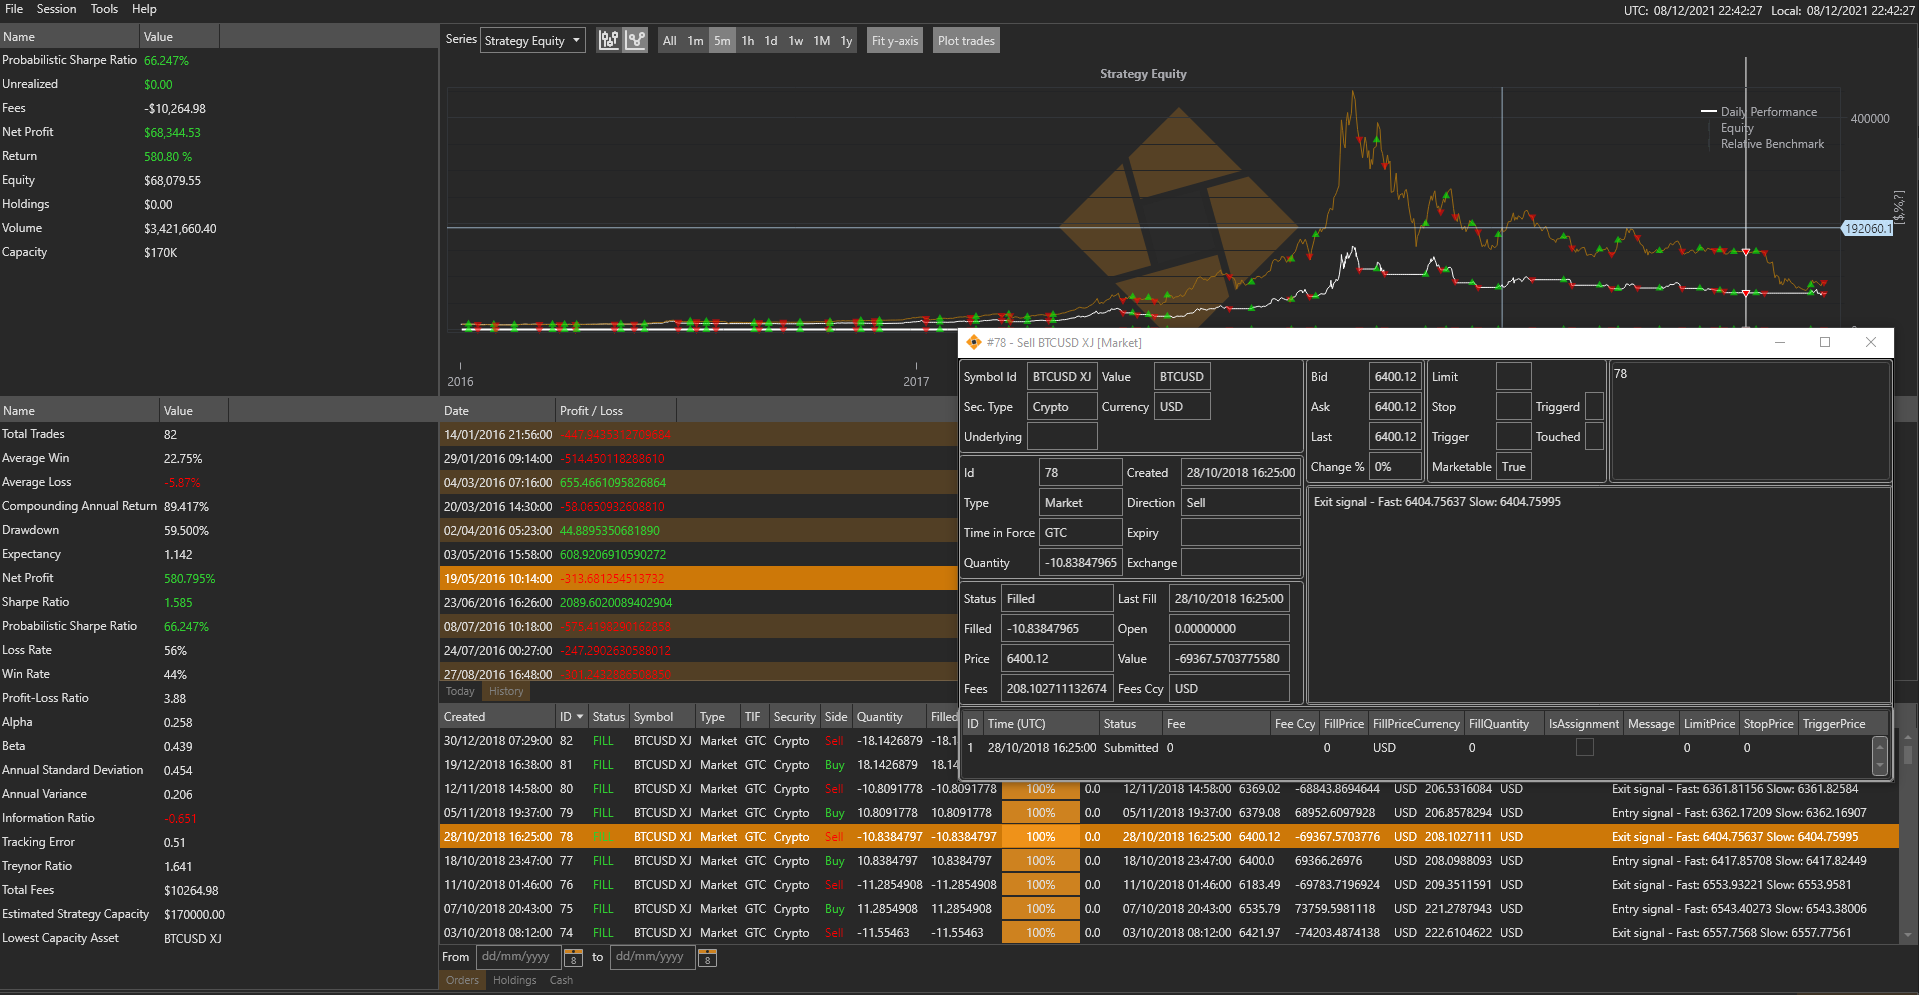 File Session Tools Help
UTC: 08/12/2021 22:42:27 Local: 08/12/2021 22:42:27
Name Value
Probabilistic Sharpe Ratio 66.247%
Unrealized $0.00
Fees -$10,264.98
Net Profit $68,344.53
Return 580.80 %
Equity $68,079.55
Holdings $0.00
Volume $3,421,660.40
Capacity $170K
Series Strategy Equity All 1m 5m 1h 1d 1w 1M 1y Fit y-axis Plot trades
Strategy Equity
Daily Performance
Equity
Relative Benchmark
400000
192060.1
[$,%,?]
2016 2017
Name Value
Total Trades 82
Average Win 22.75%
Average Loss -5.87%
Compounding Annual Return 89.417%
Drawdown 59.500%
Expectancy 1.142
Net Profit 580.795%
Sharpe Ratio 1.585
Probabilistic Sharpe Ratio 66.247%
Loss Rate 56%
Win Rate 44%
Profit-Loss Ratio 3.88
Alpha 0.258
Beta 0.439
Annual Standard Deviation 0.454
Annual Variance 0.206
Information Ratio -0.651
Tracking Error 0.51
Treynor Ratio 1.641
Total Fees $10264.98
Estimated Strategy Capacity $170000.00
Lowest Capacity Asset BTCUSD XJ
Date Profit / Loss
14/01/2016 21:56:00
29/01/2016 09:14:00 -514.450118288610
04/03/2016 07:16:00 655.4661095826864
20/03/2016 14:30:00 -58.0650932608810
02/04/2016 05:23:00 44.8895350681890
03/05/2016 15:58:00 608.9206910590272
19/05/2016 10:14:00 -313.681254513732
23/06/2016 16:26:00 2089.6020089402904
08/07/2016 10:18:00
24/07/2016 00:27:00 -247.2902630588012
27/08/2016 16:48:00
Today History
#78 - Sell BTCUSD XJ [Market]
Symbol Id BTCUSD XJ Value BTCUSD
Sec. Type Crypto Currency USD
Underlying
Bid 6400.12 Limit
Ask 6400.12 Stop Triggerd
Last 6400.12 Trigger Touched
Change % 0% Marketable True
78
Id 78 Created 28/10/2018 16:25:00
Type Market Direction Sell
Time in Force GTC Expiry
Quantity -10.83847965 Exchange
Exit signal - Fast: 6404.75637 Slow: 6404.75995
Status Filled Last Fill 28/10/2018 16:25:00
Filled -10.83847965 Open 0.00000000
Price 6400.12 Value -69367.5703775580
Fees 208.102711132674 Fees Ccy USD
ID Time (UTC) Status Fee Fee Ccy FillPrice FillPriceCurrency FillQuantity IsAssignment Message LimitPrice StopPrice TriggerPrice
1 28/10/2018 16:25:00 Submitted 0 0 USD 0 0 0
Created ID Status Symbol Type TIF Security Side Quantity Filled
30/12/2018 07:29:00 82 FILL BTCUSD XJ Market GTC Crypto Sell -18.1426879 -18.1
19/12/2018 16:38:00 81 FILL BTCUSD XJ Market GTC Crypto Buy 18.1426879 18.14
12/11/2018 14:58:00 80 FILL BTCUSD XJ Market GTC Crypto Sell -10.8091778 -10.8091778 100% 0.0 12/11/2018 14:58:00 6369.02 -68843.8694644 USD 206.5316084 USD Exit signal - Fast: 6361.81156 Slow: 6361.82584
05/11/2018 19:37:00 79 FILL BTCUSD XJ Market GTC Crypto Buy 10.8091778 10.8091778 100% 0.0 05/11/2018 19:37:00 6379.08 68952.6097928 USD 206.8578294 USD Entry signal - Fast: 6362.17112 Slow: 6362.16907
28/10/2018 16:25:00 78 FILL BTCUSD XJ Market GTC Crypto Sell -10.8384797 -10.8384797 100% 0.0 28/10/2018 16:25:00 6400.12 -69367.5703776 USD 208.1027111 USD Exit signal - Fast: 6404.75637 Slow: 6404.75995
18/10/2018 23:47:00 77 FILL BTCUSD XJ Market GTC Crypto Buy 10.8384797 10.8384797 100% 0.0 18/10/2018 23:47:00 6400.0 69366.26976 USD 208.0988093 USD Entry signal - Fast: 6417.85708 Slow: 6417.82449
11/10/2018 01:46:00 76 FILL BTCUSD XJ Market GTC Crypto Sell -11.2854908 -11.2854908 100% 0.0 11/10/2018 01:46:00 6183.49 -69783.7196924 USD 209.3511591 USD Exit signal - Fast: 6553.93221 Slow: 6553.9581
07/10/2018 20:43:00 75 FILL BTCUSD XJ Market GTC Crypto Buy 11.2854908 11.2854908 100% 0.0 07/10/2018 20:43:00 6535.79 73759.5981118 USD 221.2787943 USD Entry signal - Fast: 6543.40273 Slow: 6543.38006
03/10/2018 08:12:00 74 FILL BTCUSD XJ Market GTC Crypto Sell -11.55463 -11.55463 100% 0.0 03/10/2018 08:12:00 6421.97 -74203.4874138 USD 222.6104622 USD Exit signal - Fast: 6557.7568 Slow: 6557.77561
From dd/mm/yyyy 8 to dd/mm/yyyy 8
Orders Holdings Cash